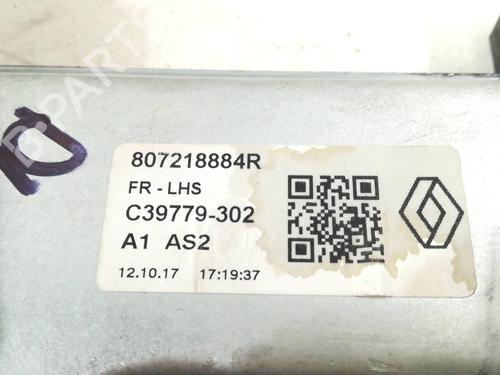 807218884R
FR - LHS
C39779-302
A1 AS2
12.10.17 17:19:37